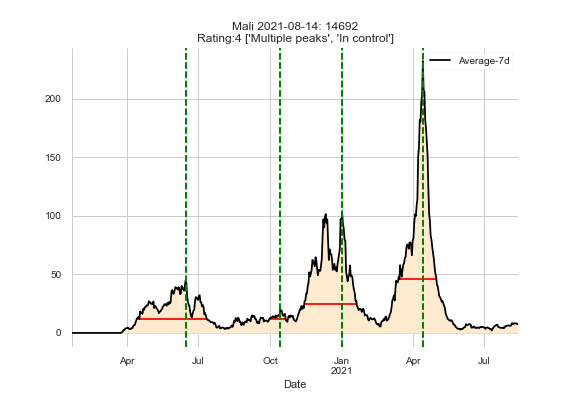 Mali 2021-08-14: 14692
Rating:4 ['Multiple peaks', 'In control']
Average-7d
200
150
100
50
0
Apr
Jul
Oct
Jan
2021
Apr
Jul
Date